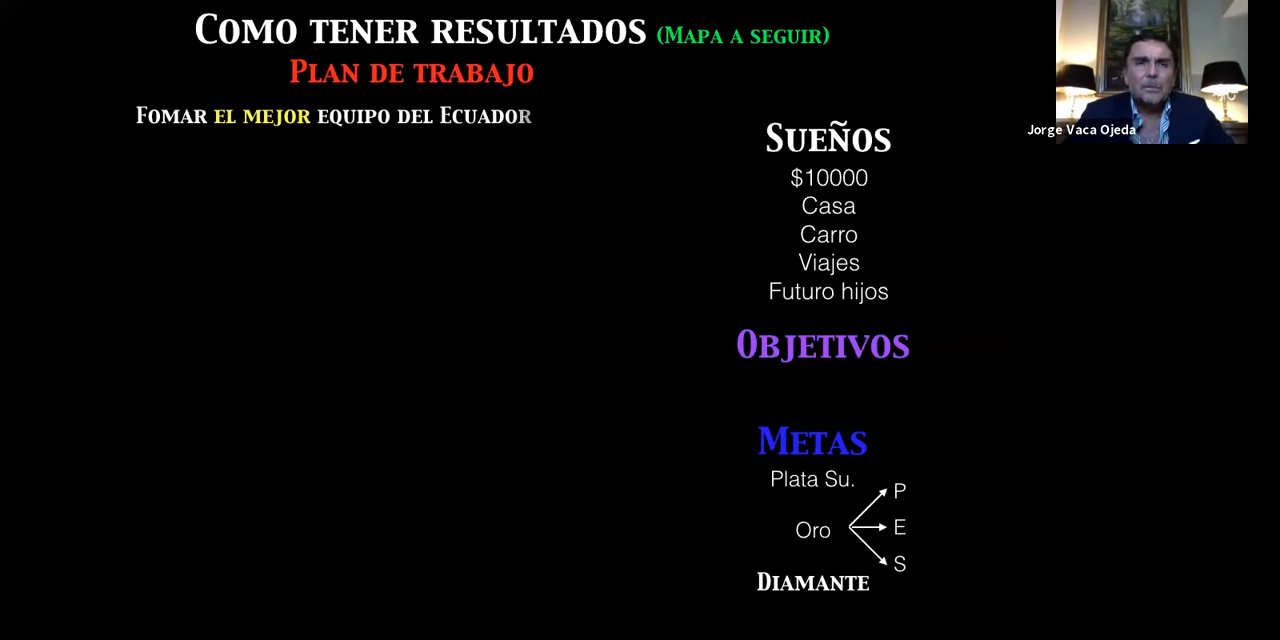 Como tener resultados (Mapa a seguir)
Plan de trabajo
Fomar el mejor equipo del Ecuador
Jorge Vaca Ojeda
Sueños
$10000
Casa
Carro
Viajes
Futuro hijos
Objetivos
Metas
Plata Su.
P
Oro
E
S
Diamante